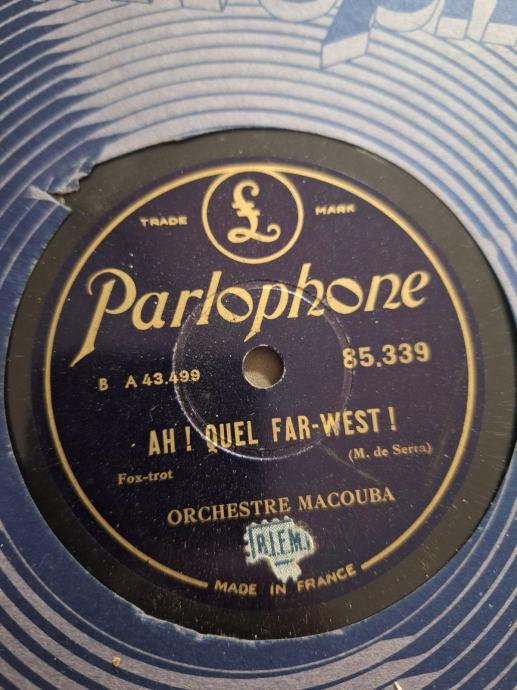 £
TRADE MARK
Parlophone
B A 43.499
85.339
AH ! QUEL FAR-WEST !
Fox-trot
(M. de Serra)
ORCHESTRE MACOUBA
B.I.E.M.
MADE IN FRANCE